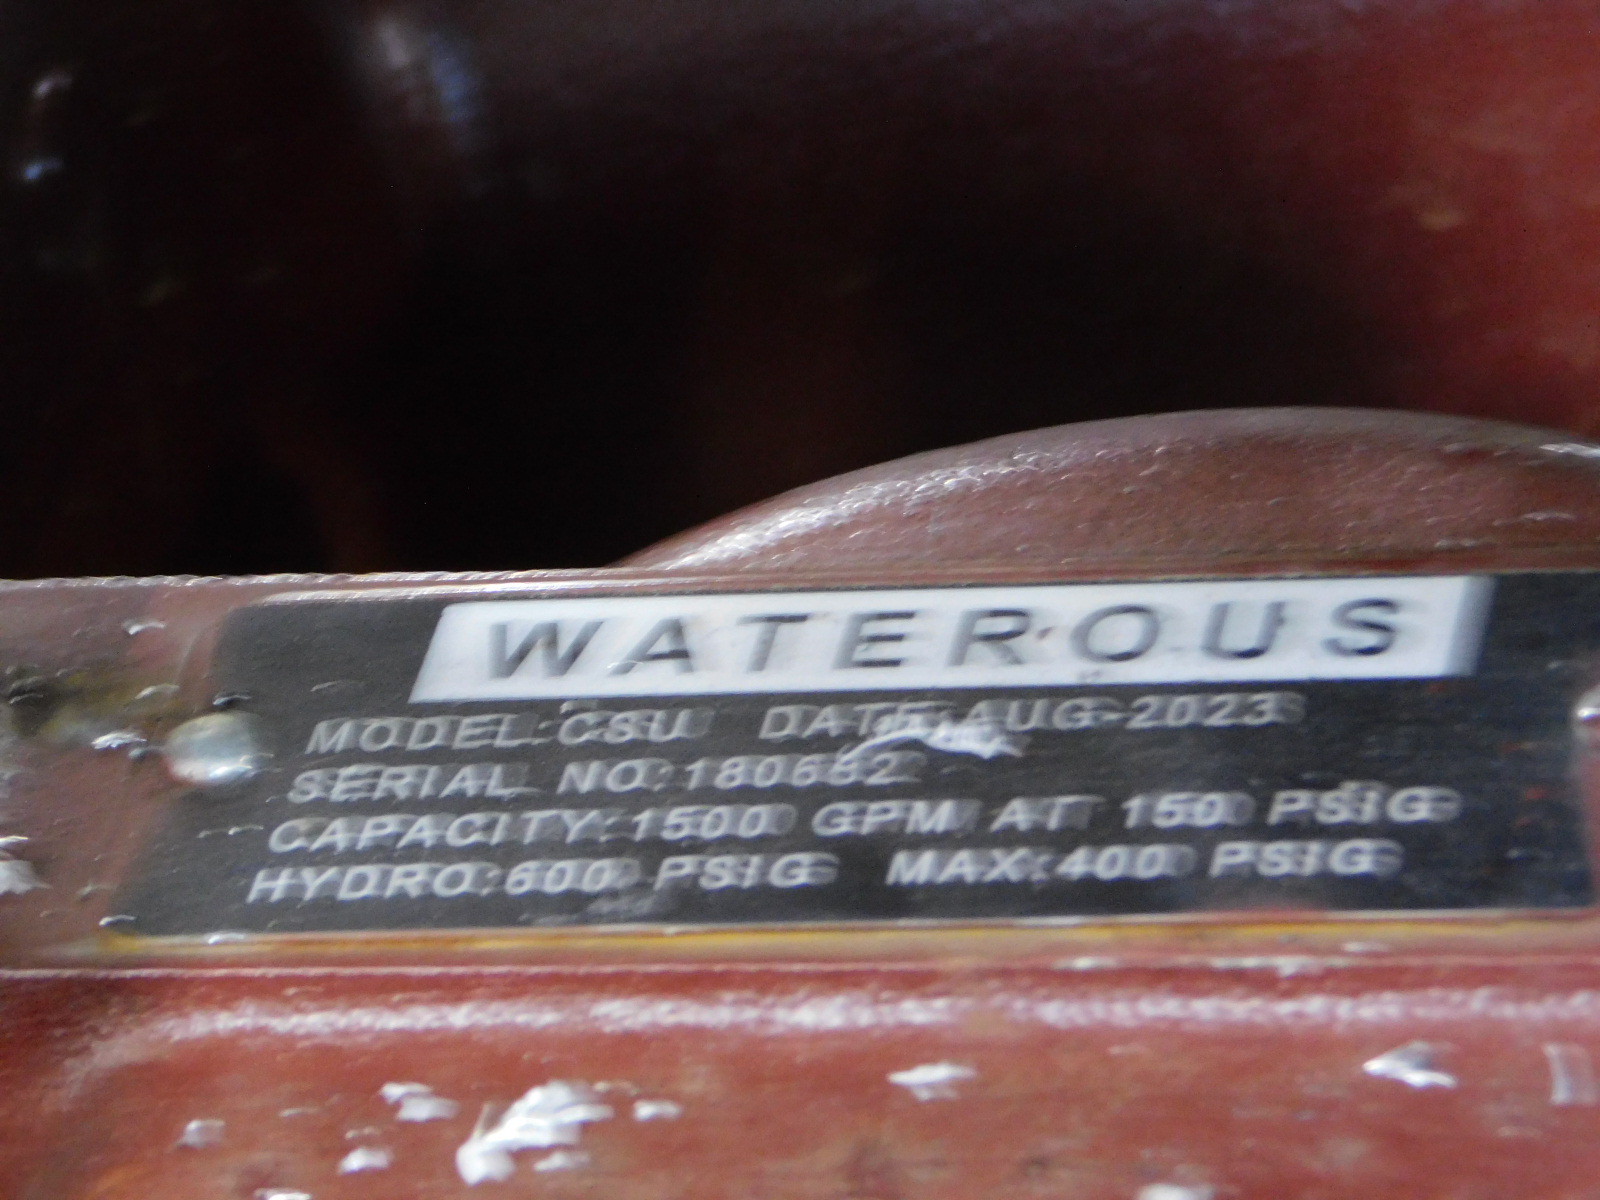 WATEROUS
MODEL:CSU DATE:AUG-2023
SERIAL NO:180682
CAPACITY:1500 GPM AT 150 PSIG
HYDRO:600 PSIG MAX:400 PSIG